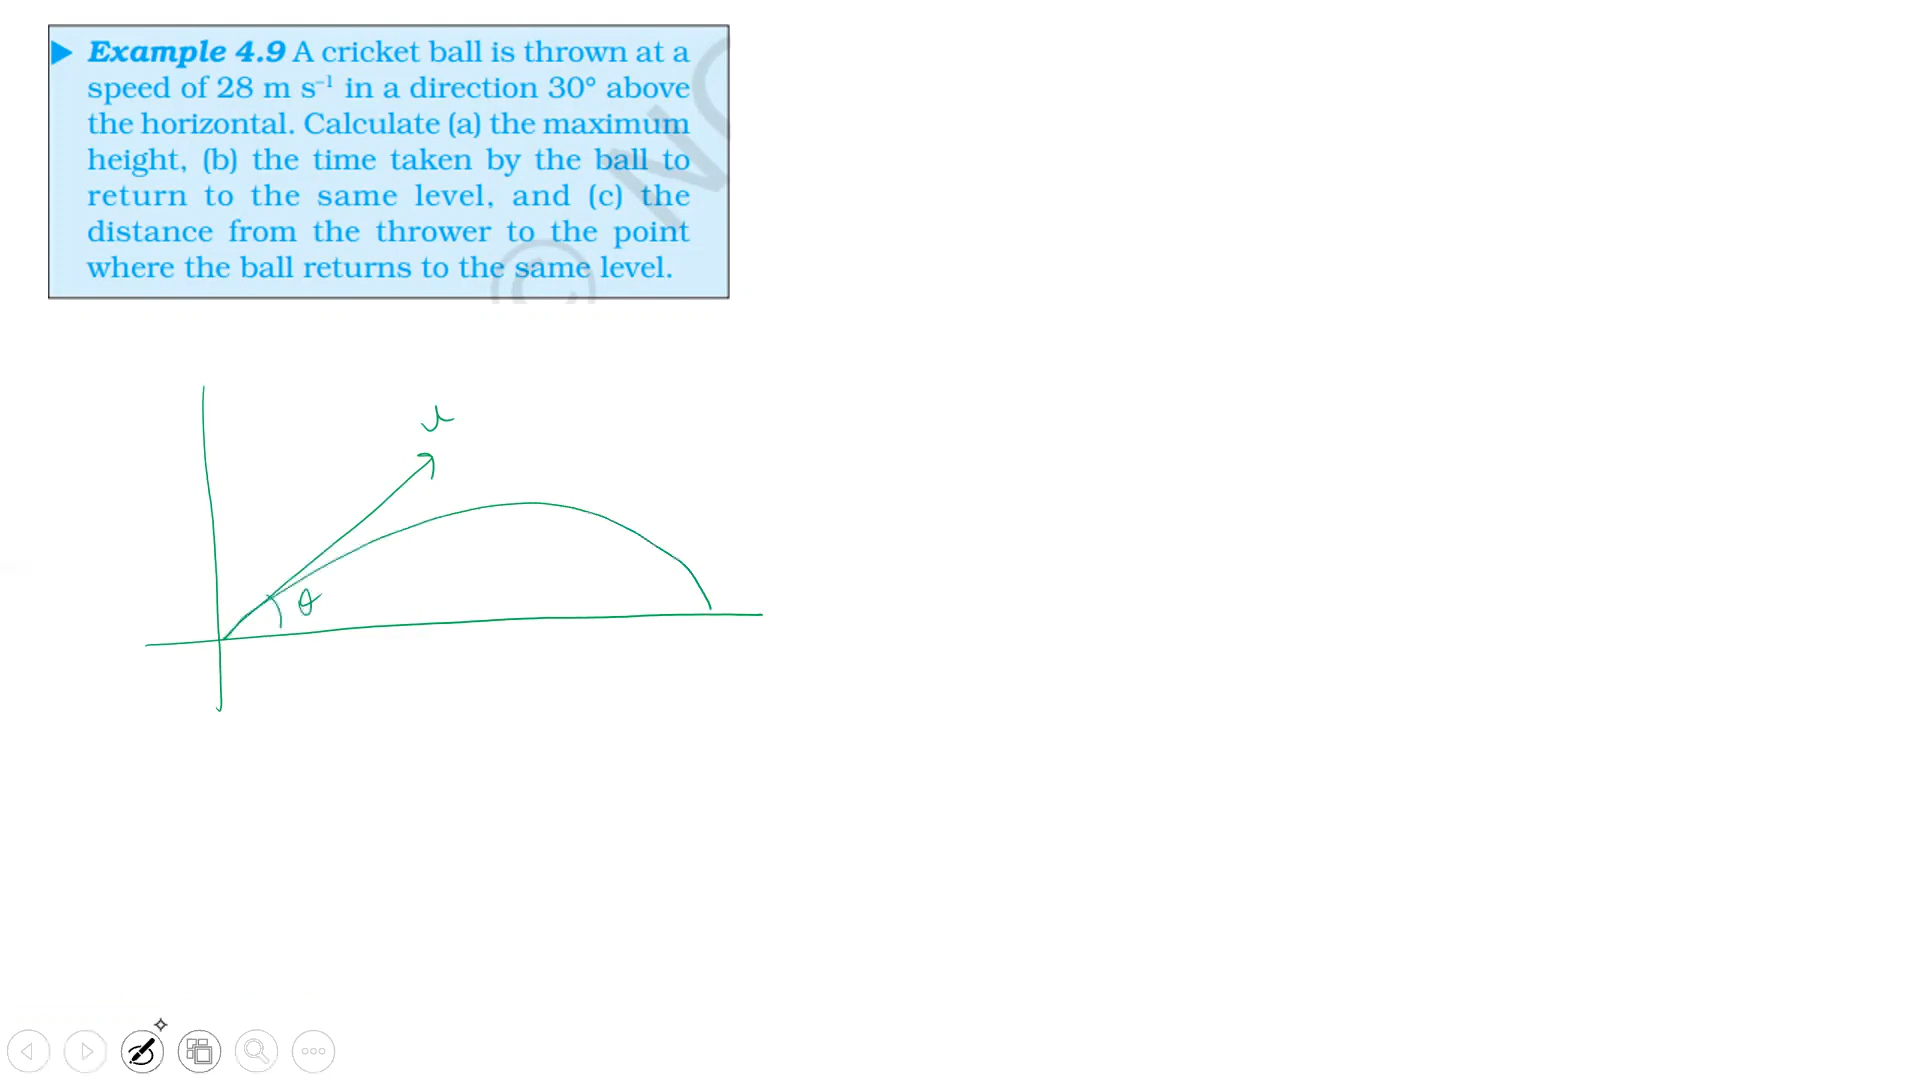 Example 4.9 A cricket ball is thrown at a
speed of 28 m s⁻¹ in a direction 30° above
the horizontal. Calculate (a) the maximum
height, (b) the time taken by the ball to
return to the same level, and (c) the
distance from the thrower to the point
where the ball returns to the same level.
θ